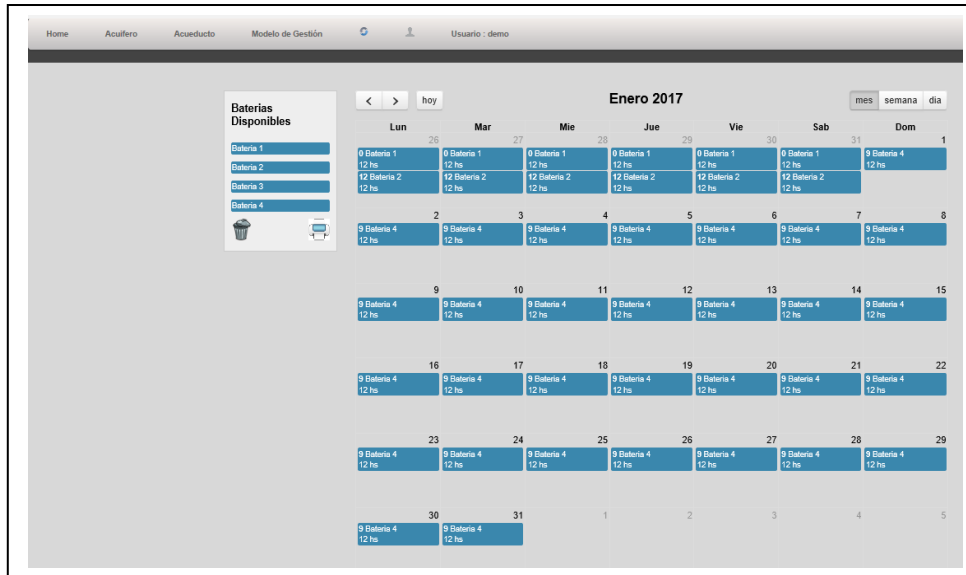 Home Acuifero Acueducto Modelo de Gestión Usuario : demo
Baterias
Disponibles
Bateria 1
Bateria 2
Bateria 3
Bateria 4
hoy Enero 2017 mes semana dia
Lun Mar Mie Jue Vie Sab Dom
26 27 28 29 30 31 1
0 Bateria 1 0 Bateria 1 0 Bateria 1 0 Bateria 1 0 Bateria 1 0 Bateria 1 9 Bateria 4
12 hs 12 hs 12 hs 12 hs 12 hs 12 hs 12 hs
12 Bateria 2 12 Bateria 2 12 Bateria 2 12 Bateria 2 12 Bateria 2 12 Bateria 2
12 hs 12 hs 12 hs 12 hs 12 hs 12 hs
2 3 4 5 6 7 8
9 Bateria 4 9 Bateria 4 9 Bateria 4 9 Bateria 4 9 Bateria 4 9 Bateria 4 9 Bateria 4
12 hs 12 hs 12 hs 12 hs 12 hs 12 hs 12 hs
9 10 11 12 13 14 15
9 Bateria 4 9 Bateria 4 9 Bateria 4 9 Bateria 4 9 Bateria 4 9 Bateria 4 9 Bateria 4
12 hs 12 hs 12 hs 12 hs 12 hs 12 hs 12 hs
16 17 18 19 20 21 22
9 Bateria 4 9 Bateria 4 9 Bateria 4 9 Bateria 4 9 Bateria 4 9 Bateria 4 9 Bateria 4
12 hs 12 hs 12 hs 12 hs 12 hs 12 hs 12 hs
23 24 25 26 27 28 29
9 Bateria 4 9 Bateria 4 9 Bateria 4 9 Bateria 4 9 Bateria 4 9 Bateria 4 9 Bateria 4
12 hs 12 hs 12 hs 12 hs 12 hs 12 hs 12 hs
30 31 1 2 3 4 5
9 Bateria 4 9 Bateria 4
12 hs 12 hs